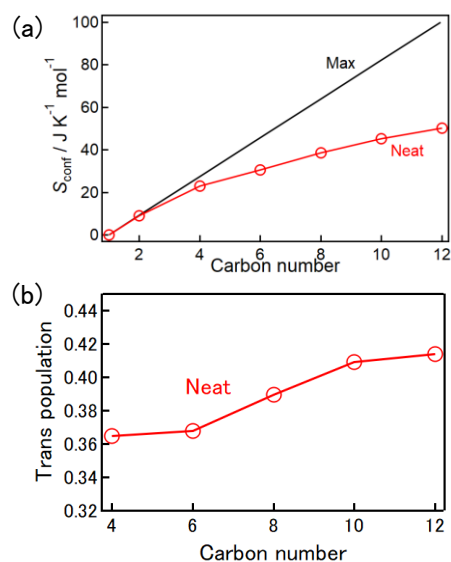 (a)
100
80
60
40
20
0
S conf / J K⁻¹ mol⁻¹
Max
Neat
2 4 6 8 10 12
Carbon number
(b)
0.44
0.42
0.40
0.38
0.36
0.34
0.32
Trans population
Neat
4 6 8 10 12
Carbon number